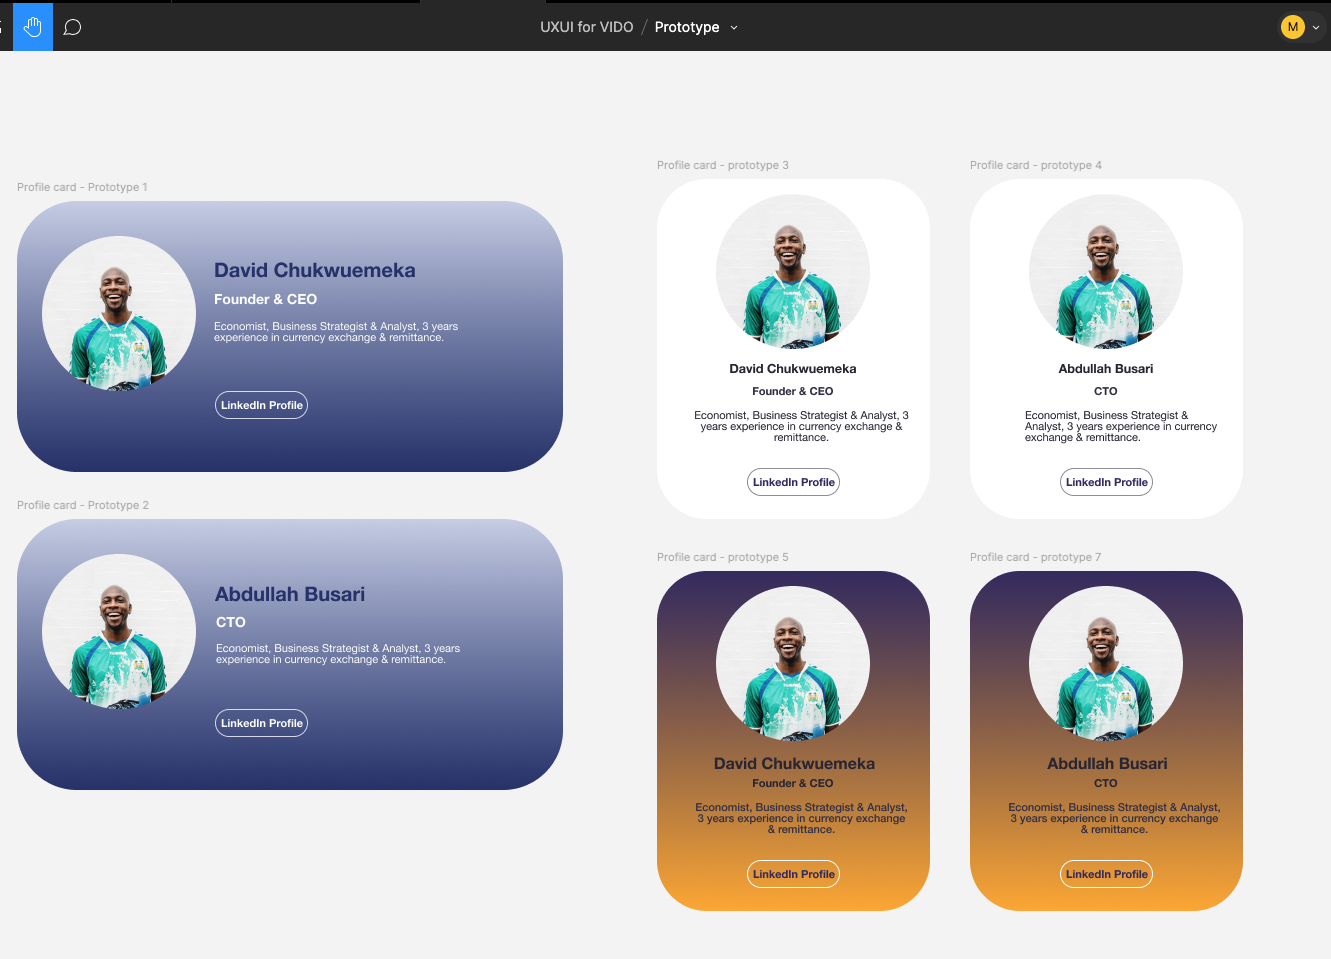 UXUI for VIDO / Prototype
M
Profile card - Prototype 1
David Chukwuemeka
Founder & CEO
Economist, Business Strategist & Analyst, 3 years
experience in currency exchange & remittance.
LinkedIn Profile
Profile card - Prototype 2
Abdullah Busari
CTO
Economist, Business Strategist & Analyst, 3 years
experience in currency exchange & remittance.
LinkedIn Profile
Profile card - prototype 3
David Chukwuemeka
Founder & CEO
Economist, Business Strategist & Analyst, 3
years experience in currency exchange &
remittance.
LinkedIn Profile
Profile card - prototype 4
Abdullah Busari
CTO
Economist, Business Strategist &
Analyst, 3 years experience in currency
exchange & remittance.
LinkedIn Profile
Profile card - prototype 5
David Chukwuemeka
Founder & CEO
Economist, Business Strategist & Analyst,
3 years experience in currency exchange
& remittance.
LinkedIn Profile
Profile card - prototype 7
Abdullah Busari
CTO
Economist, Business Strategist & Analyst,
3 years experience in currency exchange
& remittance.
LinkedIn Profile